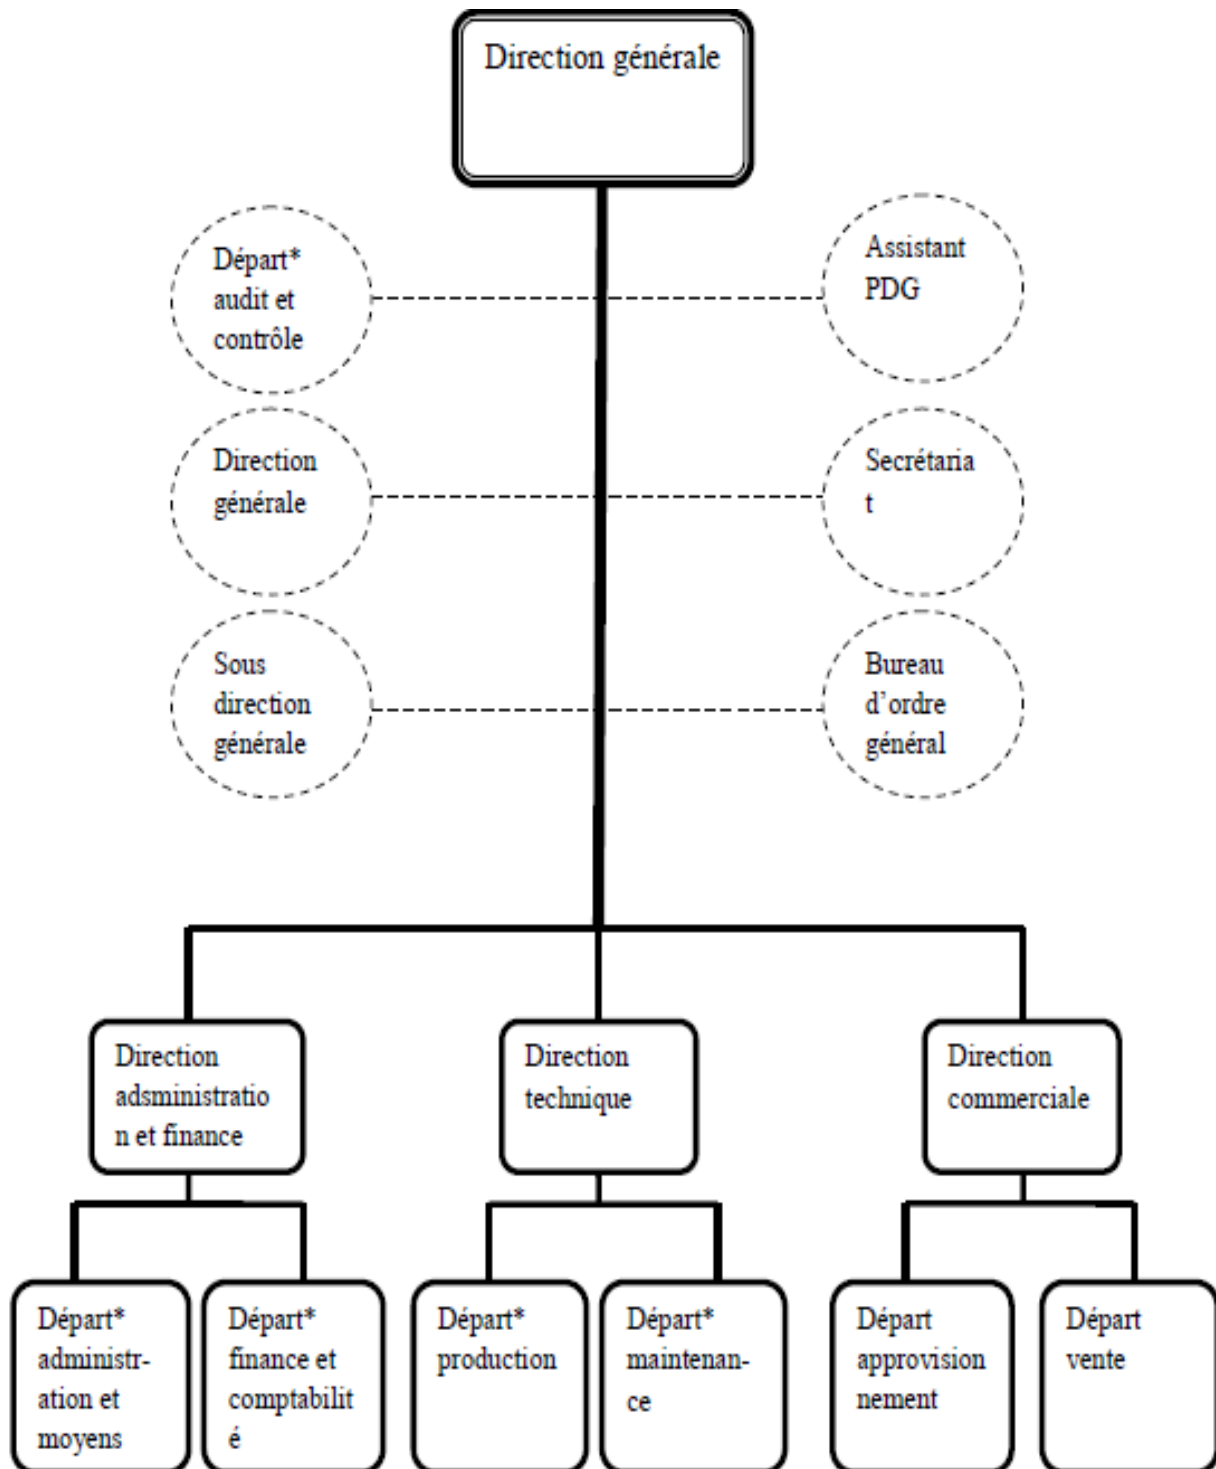 Direction générale
Départ*
audit et
contrôle
Assistant
PDG
Direction
générale
Secrétaria
t
Sous
direction
générale
Bureau
d’ordre
général
Direction
adsministratio
n et finance
Direction
technique
Direction
commerciale
Départ*
administr-
ation et
moyens
Départ*
finance et
comptabilit
é
Départ*
production
Départ*
maintenan-
ce
Départ
approvision
nement
Départ
vente